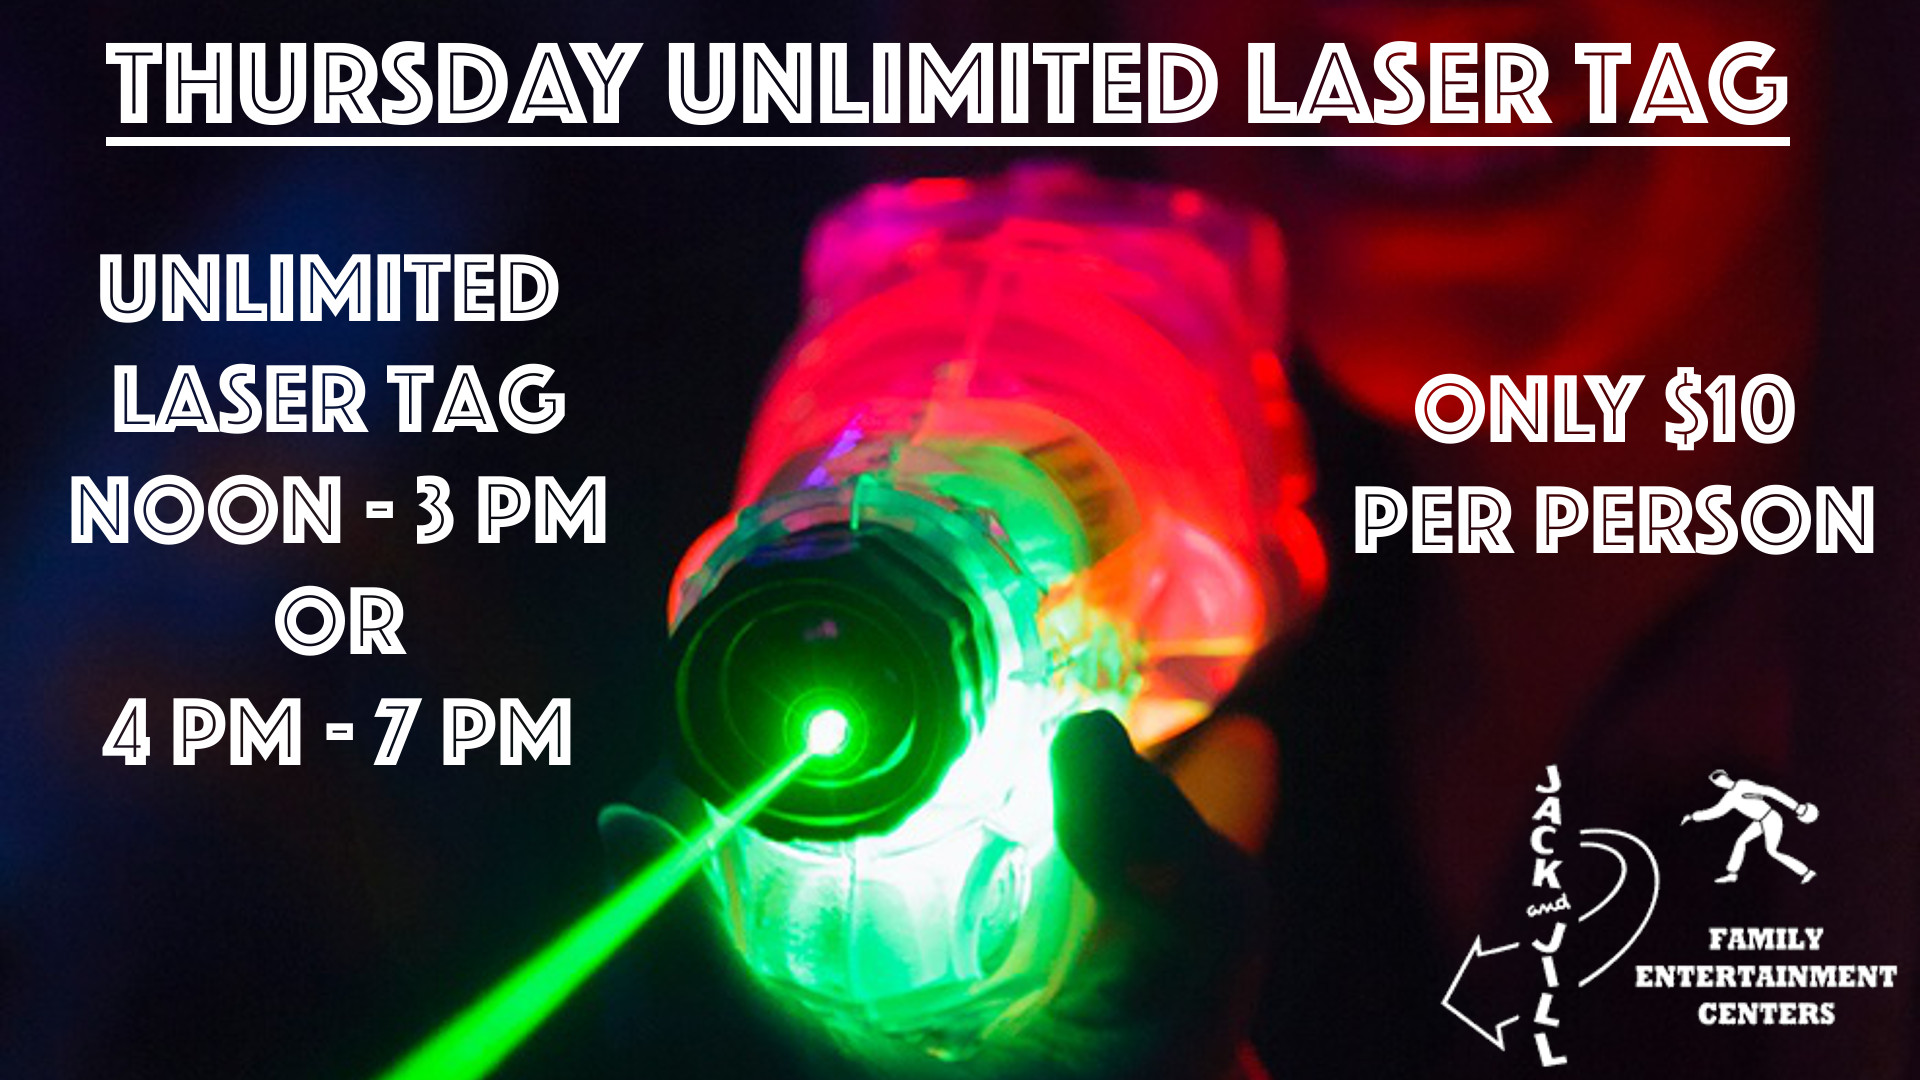 THURSDAY UNLIMITED LASER TAG
UNLIMITED
LASER TAG
NOON - 3 PM
OR
4 PM - 7 PM
ONLY $10
PER PERSON
JACK and JILL
FAMILY
ENTERTAINMENT
CENTERS